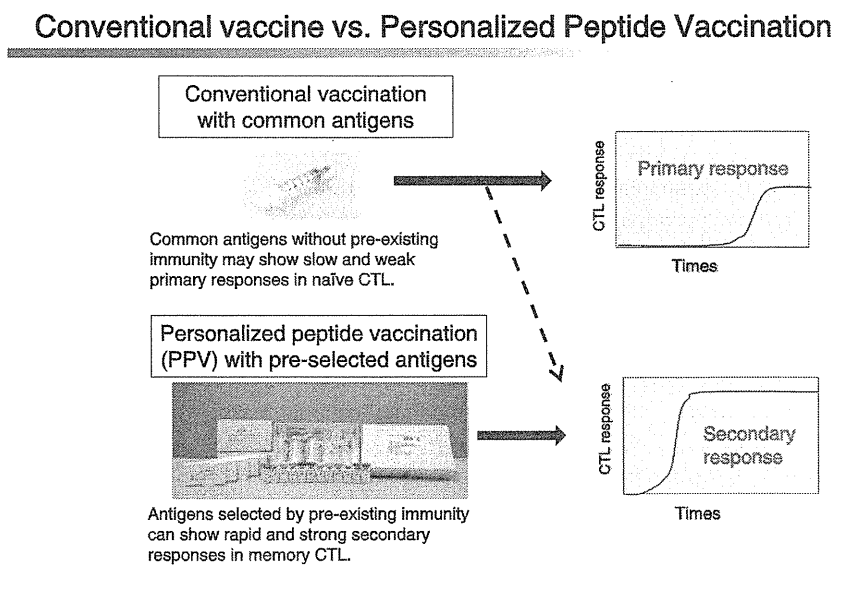 Conventional vaccine vs. Personalized Peptide Vaccination
Conventional vaccination
with common antigens
Common antigens without pre-existing
immunity may show slow and weak
primary responses in naïve CTL.
CTL response
Primary response
Times
Personalized peptide vaccination
(PPV) with pre-selected antigens
Antigens selected by pre-existing immunity
can show rapid and strong secondary
responses in memory CTL.
CTL response
Secondary
response
Times